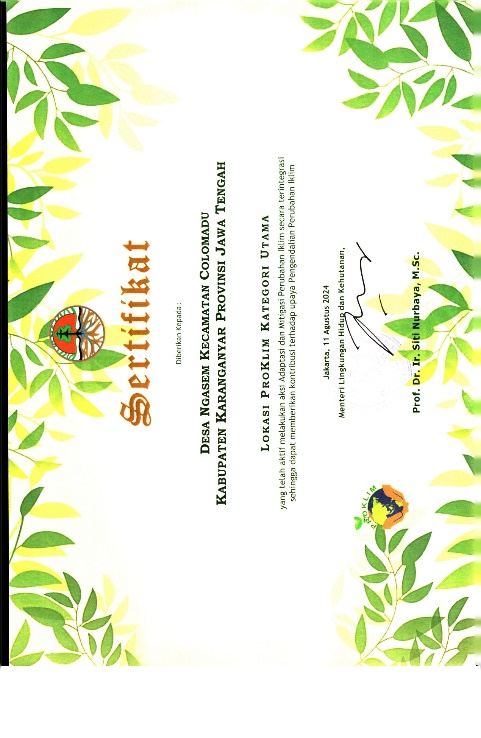 Sertifikat
Diberikan Kepada :
DESA NGASEM KECAMATAN COLOMADU
KABUPATEN KARANGANYAR PROVINSI JAWA TENGAH
LOKASI PROKLIM KATEGORI UTAMA
yang telah aktif melakukan aksi Adaptasi dan Mitigasi Perubahan Iklim secara terintegrasi
sehingga dapat memberikan kontribusi terhadap upaya Pengendalian Perubahan Iklim
Jakarta, 11 Agustus 2024
Menteri Lingkungan Hidup dan Kehutanan,
Prof. Dr. Ir. Siti Nurbaya, M.Sc.
PROKLIM